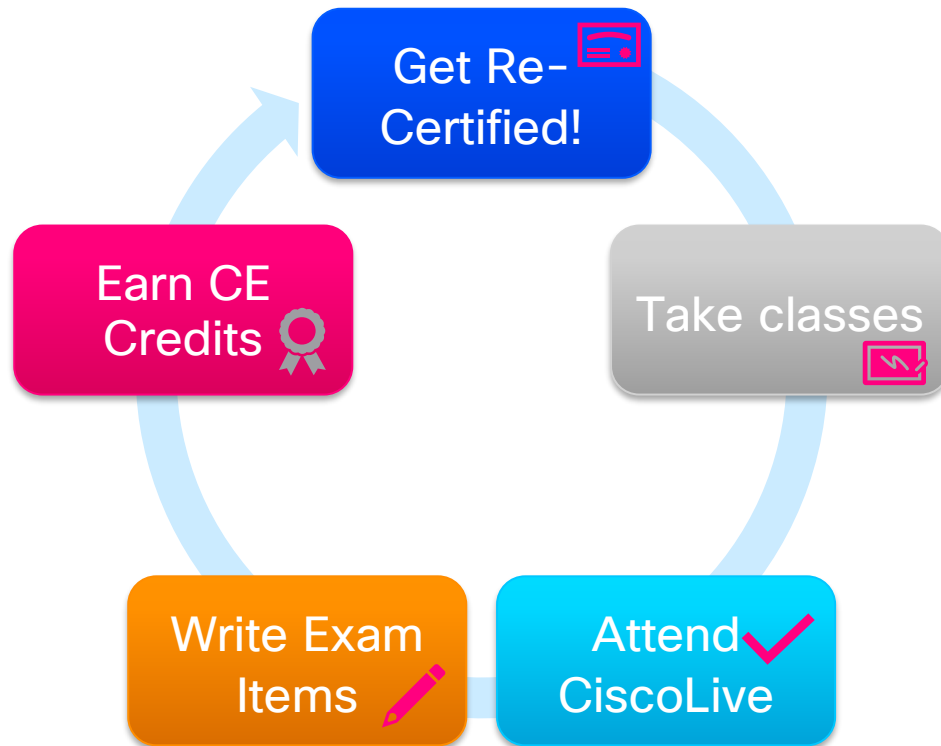 Get Re-
Certified!
Take classes
Attend
CiscoLive
Write Exam
Items
Earn CE
Credits